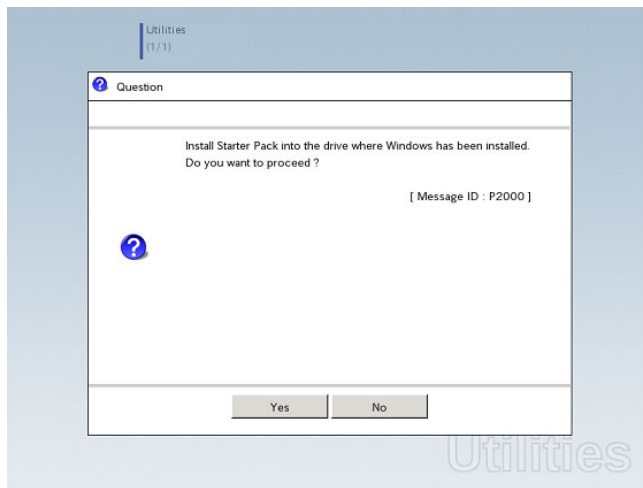 Utilities
(1/1)
Question
Install Starter Pack into the drive where Windows has been installed.
Do you want to proceed ?
[ Message ID : P2000 ]
Yes
No
Utilities